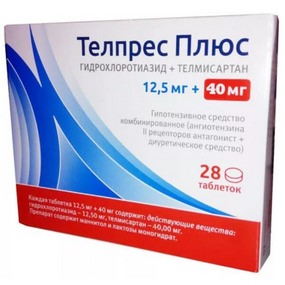 Телпрес Плюс
ГИДРОХЛОРОТИАЗИД + ТЕЛМИСАРТАН
12,5 мг + 40 мг
Гипотензивное средство
комбинированное (ангиотензина
II рецепторов антагонист +
диуретическое средство)
28
таблеток
Каждая таблетка 12,5 мг + 40 мг содержит: действующие вещества:
гидрохлоротиазид – 12,50 мг, телмисартан – 40,00 мг.
Препарат содержит маннитол и лактозы моногидрат.